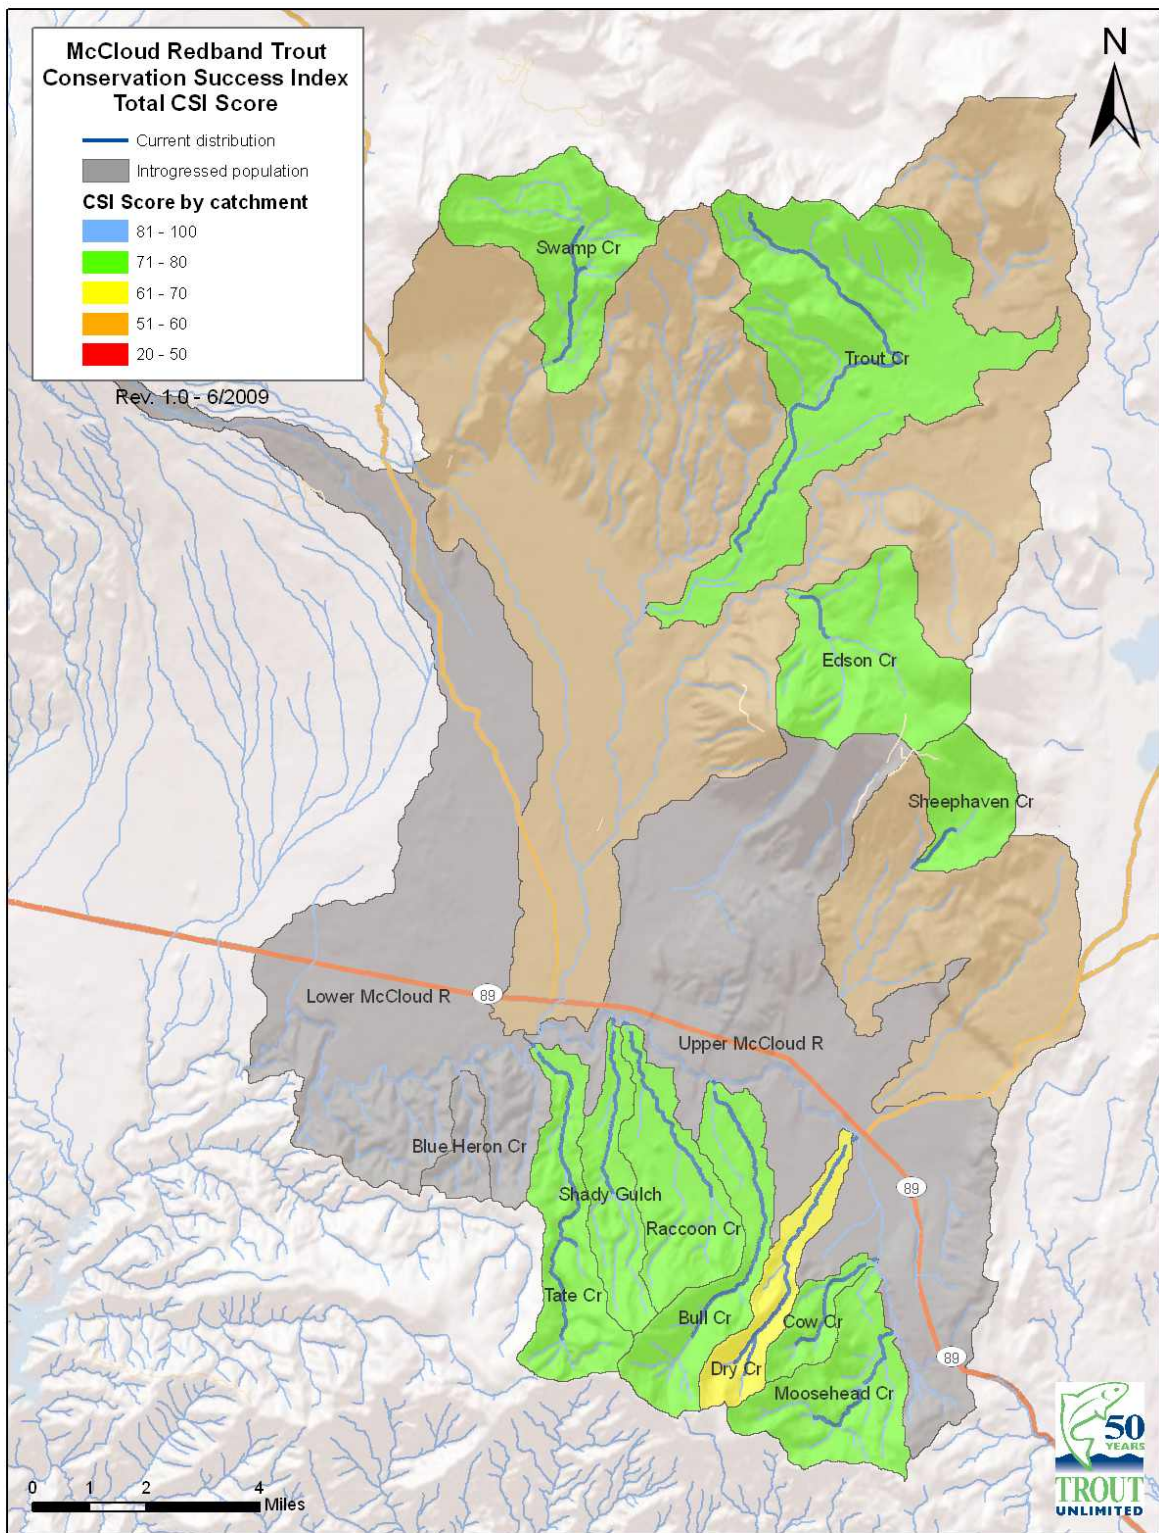 McCloud Redband Trout
Conservation Success Index
Total CSI Score
Current distribution
Introgressed population
CSI Score by catchment
81 - 100
71 - 80
61 - 70
51 - 60
20 - 50
Rev. 1.0 - 6/2009
N
Swamp Cr
Trout Cr
Edson Cr
Sheephaven Cr
Lower McCloud R
89
Upper McCloud R
Blue Heron Cr
89
Shady Gulch
Raccoon Cr
Tate Cr
Bull Cr
Cow Cr
Dry Cr
89
Moosehead Cr
0 1 2 4
Miles
50
YEARS
TROUT
UNLIMITED